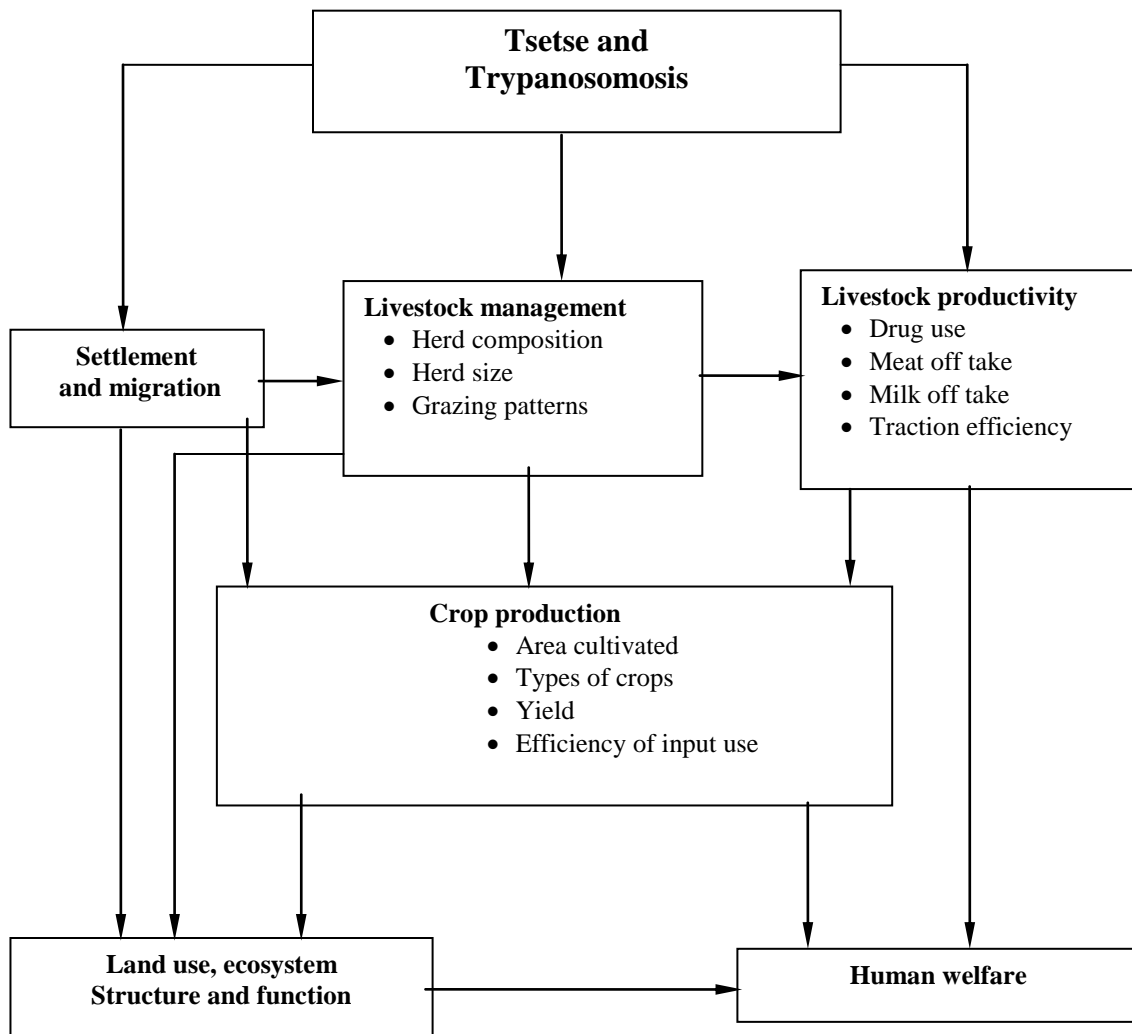 Tsetse and
Trypanosomosis
Settlement
and migration
Livestock management
• Herd composition
• Herd size
• Grazing patterns
Livestock productivity
• Drug use
• Meat off take
• Milk off take
• Traction efficiency
Crop production
• Area cultivated
• Types of crops
• Yield
• Efficiency of input use
Land use, ecosystem
Structure and function
Human welfare